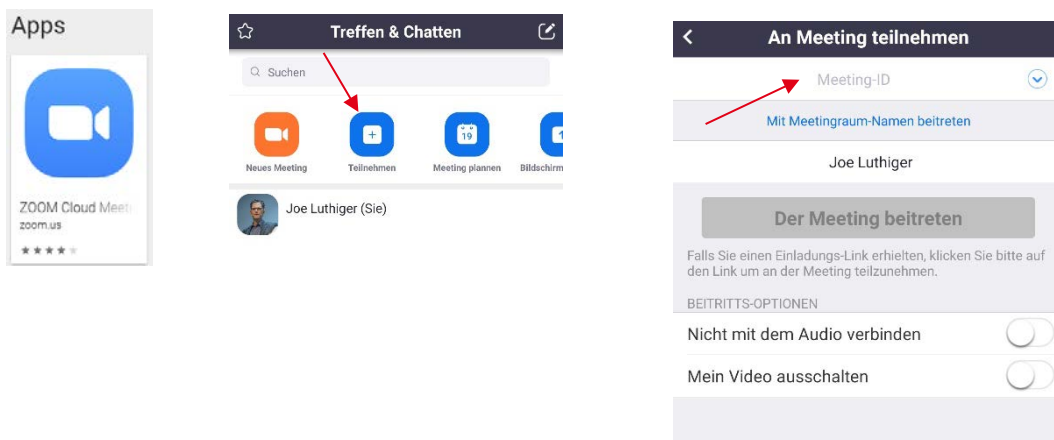 Apps
ZOOM Cloud Meet
zoom.us
Treffen & Chatten
Suchen
19
Neues Meeting
Teilnehmen
Meeting plannen
Bildschirm
Joe Luthiger (Sie)
An Meeting teilnehmen
Meeting-ID
Mit Meetingraum-Namen beitreten
Joe Luthiger
Der Meeting beitreten
Falls Sie einen Einladungs-Link erhielten, klicken Sie bitte auf
den Link um an der Meeting teilzunehmen.
BEITRITTS-OPTIONEN
Nicht mit dem Audio verbinden
Mein Video ausschalten